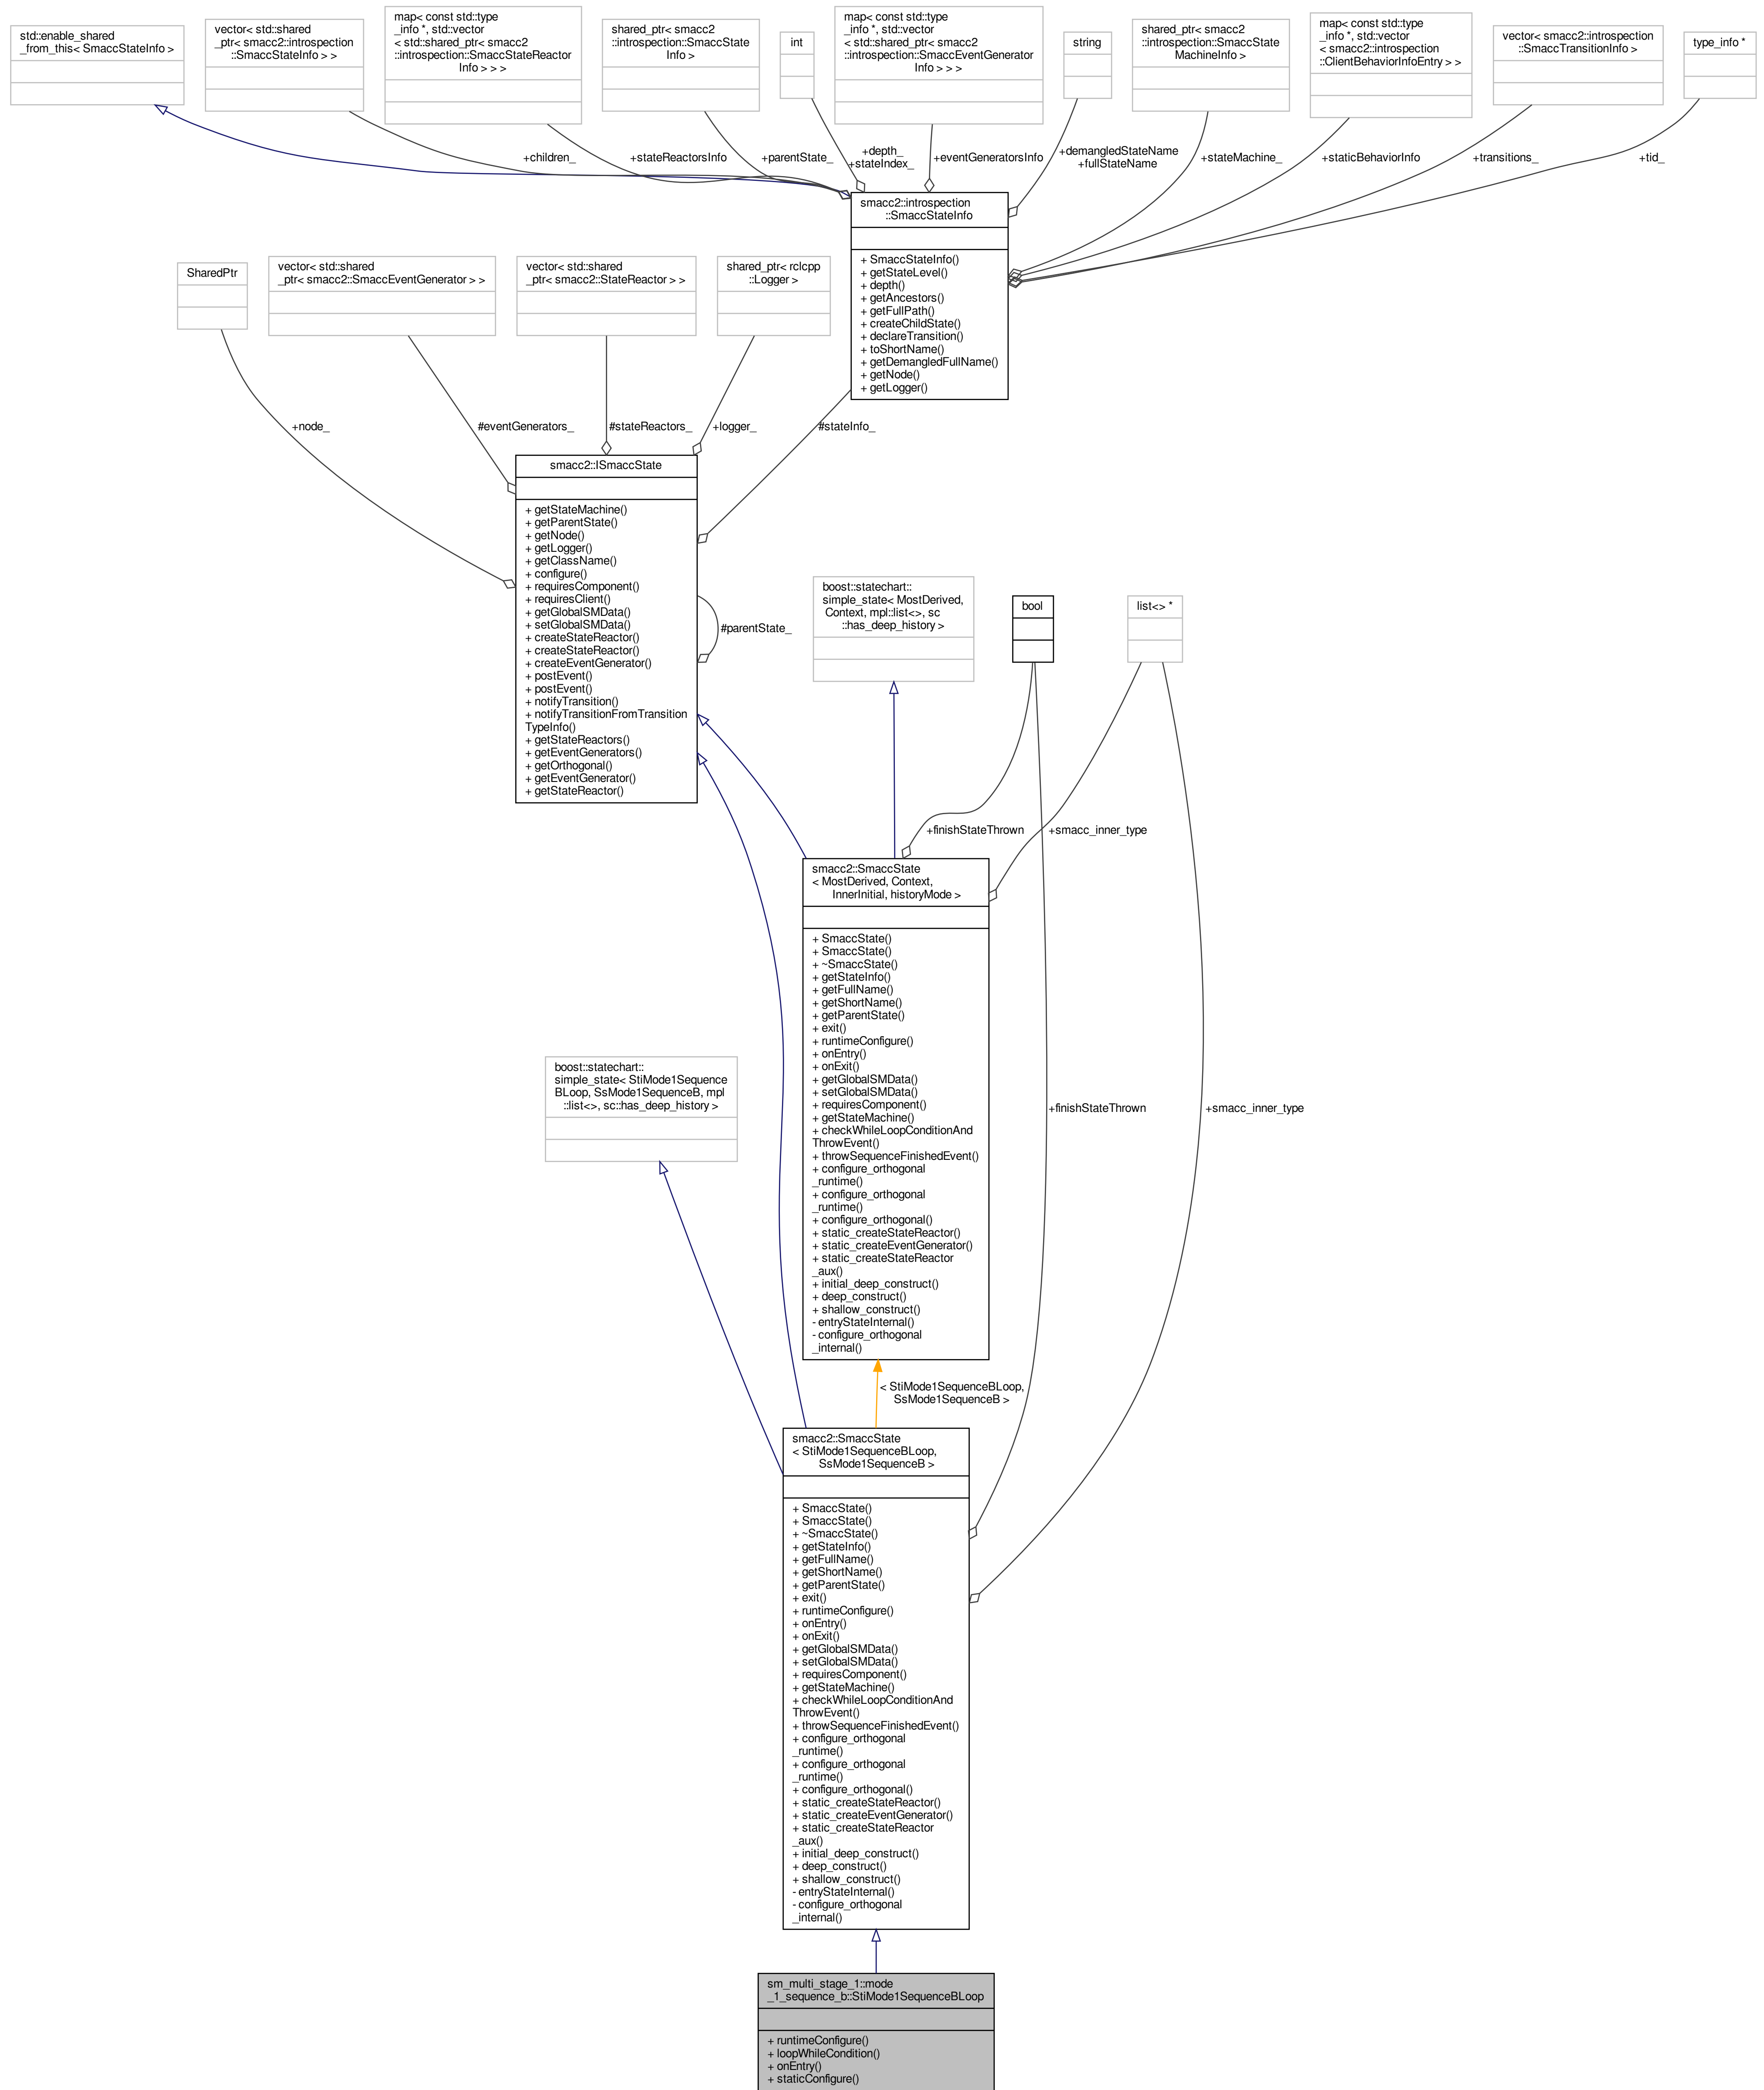 std::enable_shared
_from_this< SmaccStateInfo >
vector< std::shared
_ptr< smacc2::introspection
::SmaccStateInfo > >
map< const std::type
_info *, std::vector
< std::shared_ptr< smacc2
::introspection::SmaccStateReactor
Info > > >
shared_ptr< smacc2
::introspection::SmaccState
Info >
int
map< const std::type
_info *, std::vector
< std::shared_ptr< smacc2
::introspection::SmaccEventGenerator
Info > > >
string
shared_ptr< smacc2
::introspection::SmaccState
MachineInfo >
map< const std::type
_info *, std::vector
< smacc2::introspection
::ClientBehaviorInfoEntry > >
vector< smacc2::introspection
::SmaccTransitionInfo >
type_info *
+children_
+stateReactorsInfo
+parentState_
+depth_
+stateIndex_
+eventGeneratorsInfo
+demangledStateName
+fullStateName
+stateMachine_
+staticBehaviorInfo
+transitions_
+tid_
smacc2::introspection
::SmaccStateInfo
+ SmaccStateInfo()
+ getStateLevel()
+ depth()
+ getAncestors()
+ getFullPath()
+ createChildState()
+ declareTransition()
+ toShortName()
+ getDemangledFullName()
+ getNode()
+ getLogger()
SharedPtr
vector< std::shared
_ptr< smacc2::SmaccEventGenerator > >
vector< std::shared
_ptr< smacc2::StateReactor > >
shared_ptr< rclcpp
::Logger >
+node_
#eventGenerators_
#stateReactors_
+logger_
#stateInfo_
smacc2::ISmaccState
+ getStateMachine()
+ getParentState()
+ getNode()
+ getLogger()
+ getClassName()
+ configure()
+ requiresComponent()
+ requiresClient()
+ getGlobalSMData()
+ setGlobalSMData()
+ createStateReactor()
+ createStateReactor()
+ createEventGenerator()
+ postEvent()
+ postEvent()
+ notifyTransition()
+ notifyTransitionFromTransition
TypeInfo()
+ getStateReactors()
+ getEventGenerators()
+ getOrthogonal()
+ getEventGenerator()
+ getStateReactor()
#parentState_
boost::statechart::
simple_state< MostDerived,
Context, mpl::list<>, sc
::has_deep_history >
bool
list<> *
+finishStateThrown
+smacc_inner_type
smacc2::SmaccState
< MostDerived, Context,
InnerInitial, historyMode >
+ SmaccState()
+ SmaccState()
+ ~SmaccState()
+ getStateInfo()
+ getFullName()
+ getShortName()
+ getParentState()
+ exit()
+ runtimeConfigure()
+ onEntry()
+ onExit()
+ getGlobalSMData()
+ setGlobalSMData()
+ requiresComponent()
+ getStateMachine()
+ checkWhileLoopConditionAnd
ThrowEvent()
+ throwSequenceFinishedEvent()
+ configure_orthogonal
_runtime()
+ configure_orthogonal
_runtime()
+ configure_orthogonal()
+ static_createStateReactor()
+ static_createEventGenerator()
+ static_createStateReactor
_aux()
+ initial_deep_construct()
+ deep_construct()
+ shallow_construct()
- entryStateInternal()
- configure_orthogonal
_internal()
boost::statechart::
simple_state< StiMode1Sequence
BLoop, SsMode1SequenceB, mpl
::list<>, sc::has_deep_history >
+finishStateThrown
+smacc_inner_type
< StiMode1SequenceBLoop,
SsMode1SequenceB >
smacc2::SmaccState
< StiMode1SequenceBLoop,
SsMode1SequenceB >
+ SmaccState()
+ SmaccState()
+ ~SmaccState()
+ getStateInfo()
+ getFullName()
+ getShortName()
+ getParentState()
+ exit()
+ runtimeConfigure()
+ onEntry()
+ onExit()
+ getGlobalSMData()
+ setGlobalSMData()
+ requiresComponent()
+ getStateMachine()
+ checkWhileLoopConditionAnd
ThrowEvent()
+ throwSequenceFinishedEvent()
+ configure_orthogonal
_runtime()
+ configure_orthogonal
_runtime()
+ configure_orthogonal()
+ static_createStateReactor()
+ static_createEventGenerator()
+ static_createStateReactor
_aux()
+ initial_deep_construct()
+ deep_construct()
+ shallow_construct()
- entryStateInternal()
- configure_orthogonal
_internal()
sm_multi_stage_1::mode
_1_sequence_b::StiMode1SequenceBLoop
+ runtimeConfigure()
+ loopWhileCondition()
+ onEntry()
+ staticConfigure()